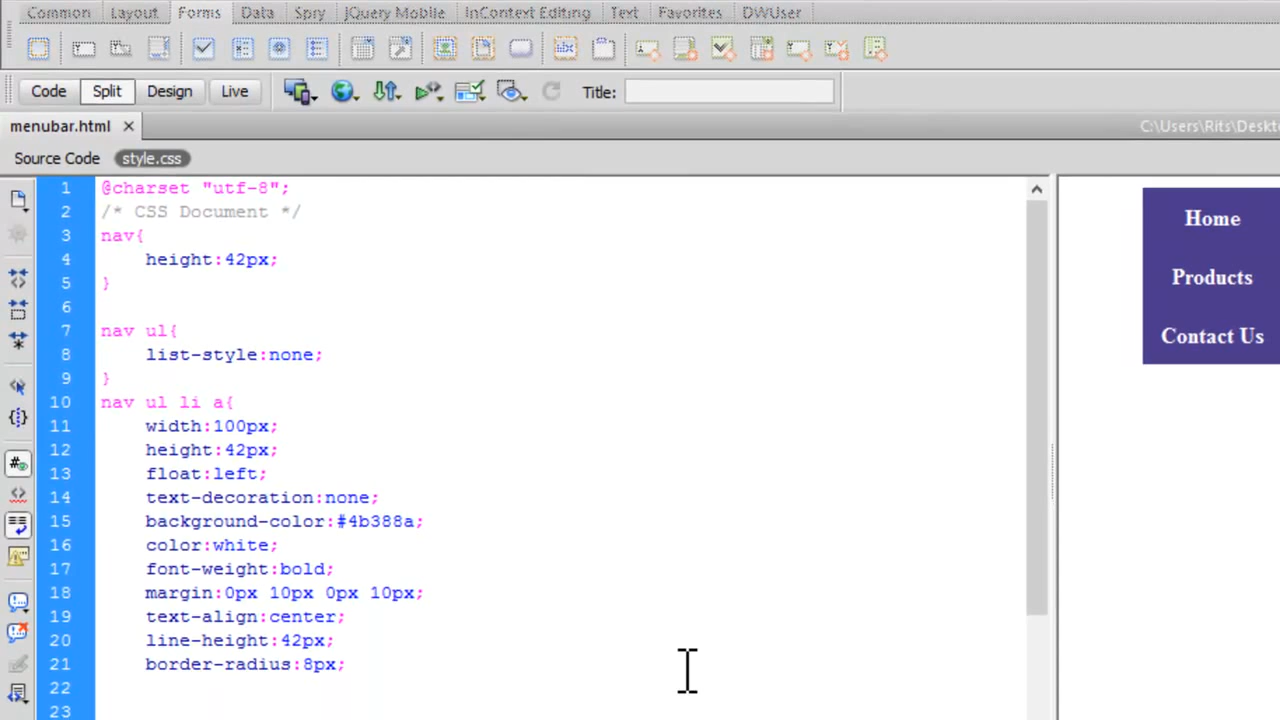 Common Layout Forms Data Spry jQuery Mobile InContext Editing Text Favorites DWUser
Code Split Design Live Title:
menubar.html ×
C:\Users\Rits\Deskto
Source Code style.css
1 @charset "utf-8";
2 /* CSS Document */
3 nav{
4 height:42px;
5 }
6
7 nav ul{
8 list-style:none;
9 }
10 nav ul li a{
11 width:100px;
12 height:42px;
13 float:left;
14 text-decoration:none;
15 background-color:#4b388a;
16 color:white;
17 font-weight:bold;
18 margin:0px 10px 0px 10px;
19 text-align:center;
20 line-height:42px;
21 border-radius:8px;
22
23
Home
Products
Contact Us